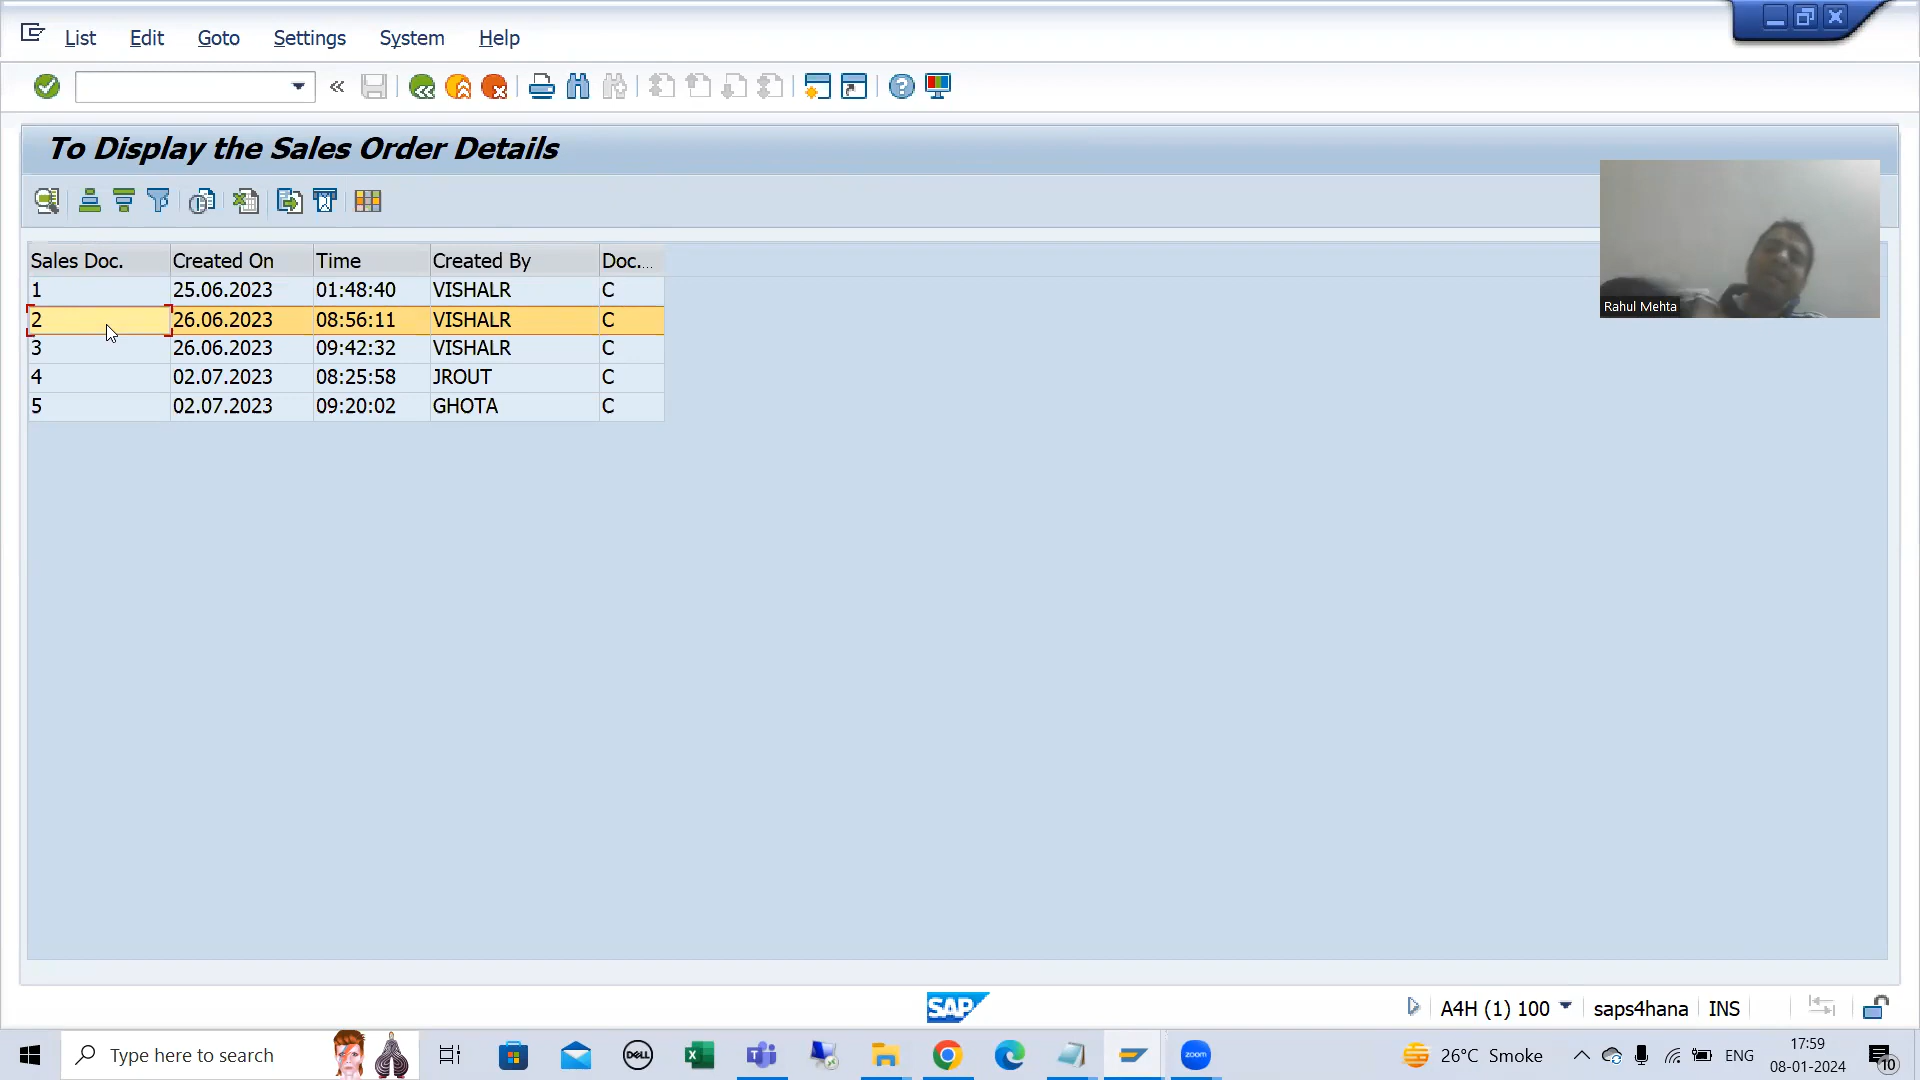 List Edit Goto Settings System Help
To Display the Sales Order Details
Sales Doc. Created On Time Created By Doc....
1 25.06.2023 01:48:40 VISHALR C
2 26.06.2023 08:56:11 VISHALR C
3 26.06.2023 09:42:32 VISHALR C
4 02.07.2023 08:25:58 JROUT C
5 02.07.2023 09:20:02 GHOTA C
Rahul Mehta
SAP
A4H (1) 100 saps4hana INS
Type here to search
DELL
zoom
26°C Smoke
ENG
17:59
08-01-2024
10